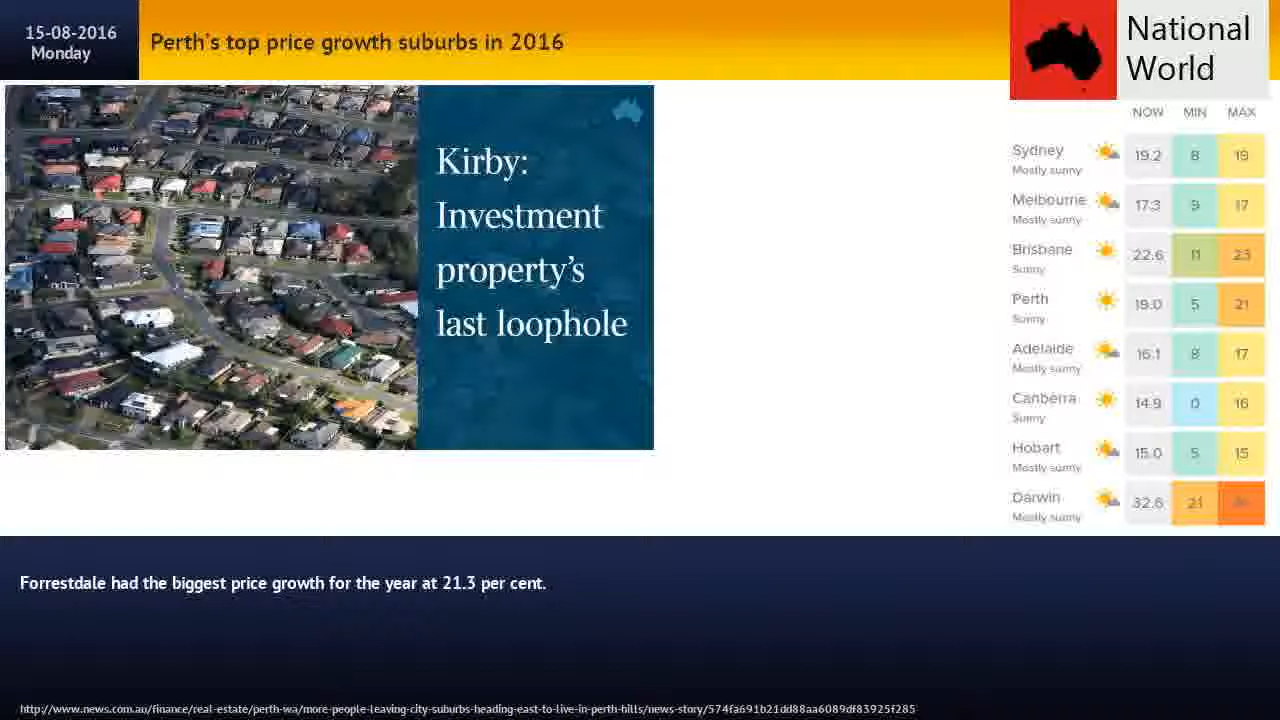 15-08-2016
Monday
Perth's top price growth suburbs in 2016
National
World
Kirby:
Investment
property's
last loophole
NOW MIN MAX
Sydney 19.2 8 19
Mostly sunny
Melbourne 17.3 9 17
Mostly sunny
Brisbane 22.6 11 23
Sunny
Perth 19.0 5 21
Sunny
Adelaide 16.1 8 17
Mostly sunny
Canberra 14.9 0 16
Sunny
Hobart 15.0 5 15
Mostly sunny
Darwin 32.6 21
Mostly sunny
Forrestdale had the biggest price growth for the year at 21.3 per cent.
http://www.news.com.au/finance/real-estate/perth-wa/more-people-leaving-city-suburbs-heading-east-to-live-in-perth-hills/news-story/574fa691b21dd88aa6089df83925f285